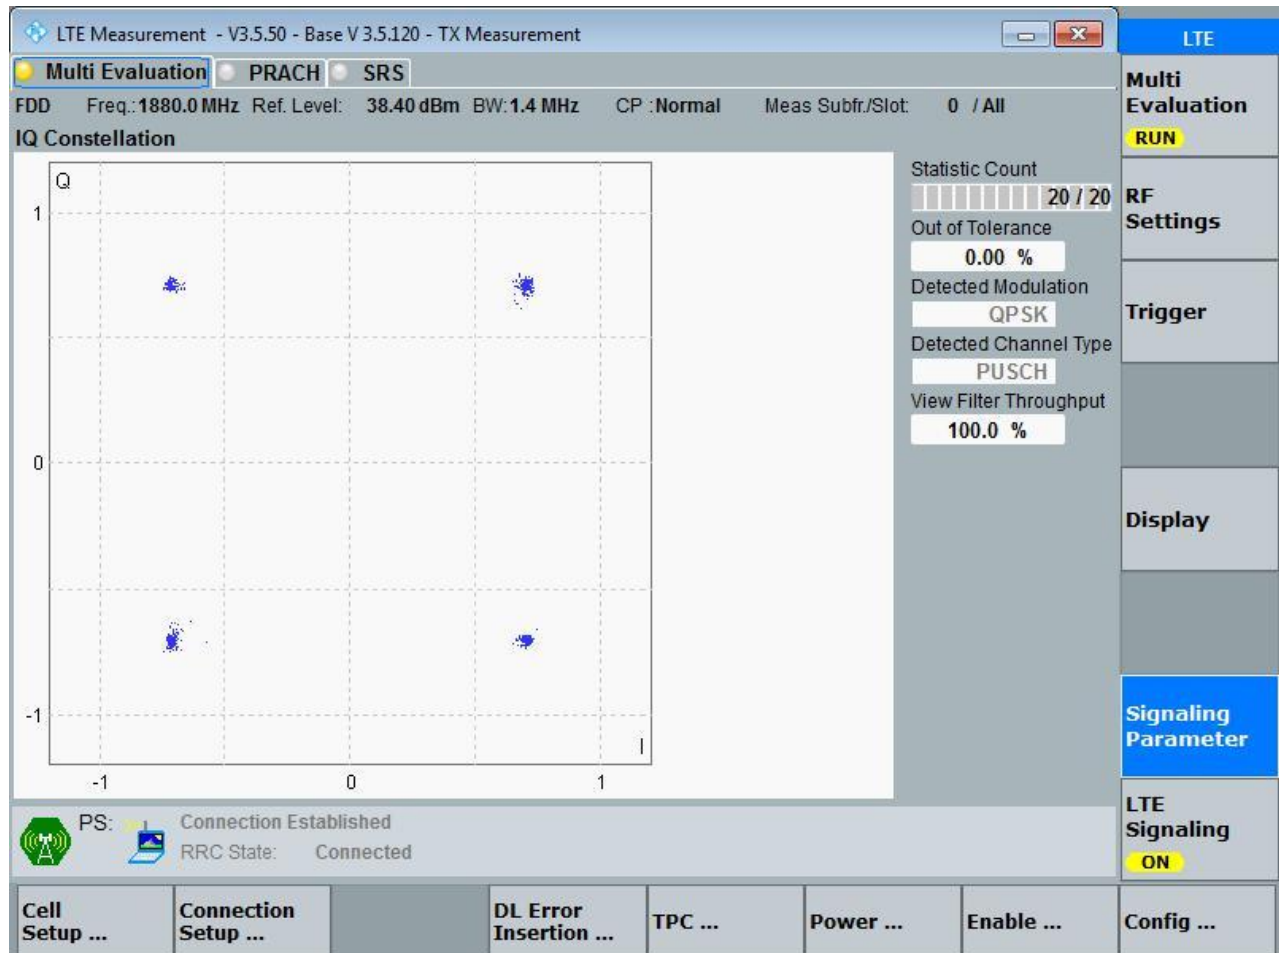 LTE Measurement - V3.5.50 - Base V 3.5.120 - TX Measurement
LTE
Multi Evaluation PRACH SRS
FDD Freq.:1880.0 MHz Ref. Level: 38.40 dBm BW:1.4 MHz CP :Normal Meas Subfr./Slot: 0 / All
IQ Constellation
Q
1
0
-1
I
-1 0 1
Statistic Count
20 / 20
Out of Tolerance
0.00 %
Detected Modulation
QPSK
Detected Channel Type
PUSCH
View Filter Throughput
100.0 %
Multi
Evaluation
RUN
RF
Settings
Trigger
Display
Signaling
Parameter
LTE
Signaling
ON
PS: Connection Established
RRC State: Connected
Cell
Setup ...
Connection
Setup ...
DL Error
Insertion ...
TPC ...
Power ...
Enable ...
Config ...